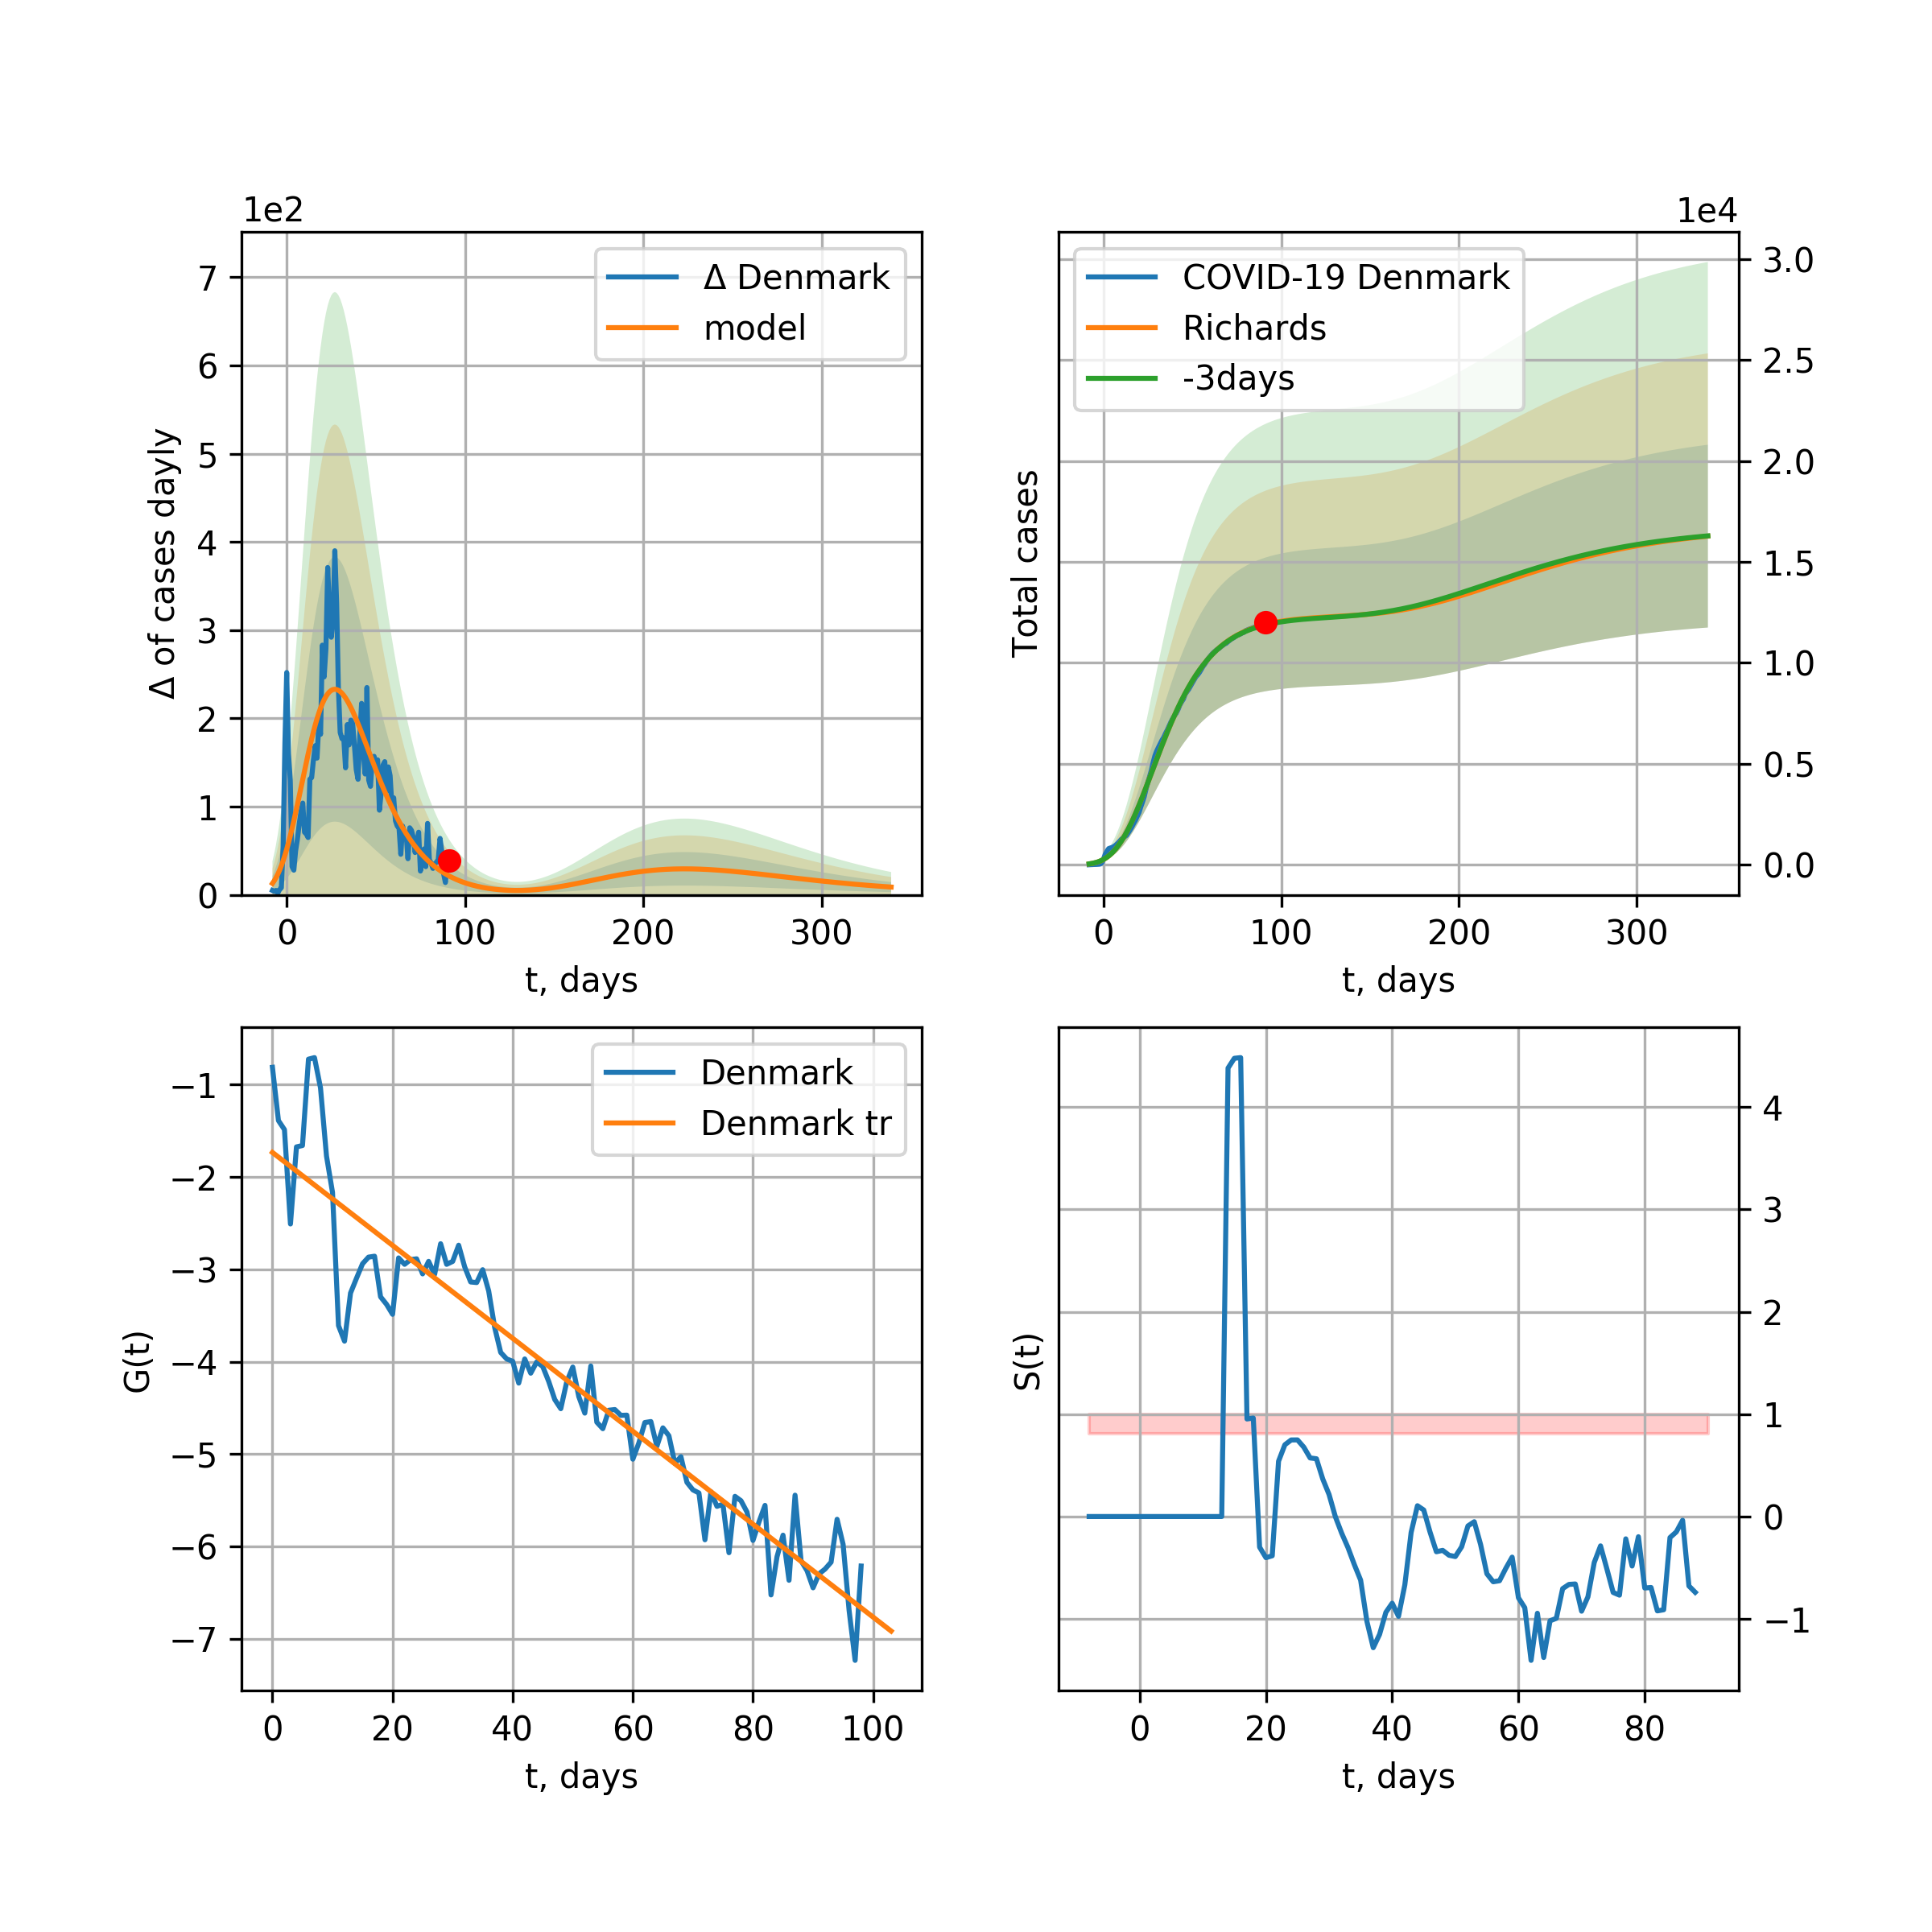 1e2
Δ of cases dayly
7
6
5
4
3
2
1
0
Δ Denmark
model
0 100 200 300
t, days
1e4
Total cases
COVID-19 Denmark
Richards
-3days
3.0
2.5
2.0
1.5
1.0
0.5
0.0
0 100 200 300
t, days
G(t)
−1
−2
−3
−4
−5
−6
−7
Denmark
Denmark tr
0 20 40 60 80 100
t, days
S(t)
4
3
2
1
0
−1
0 20 40 60 80
t, days